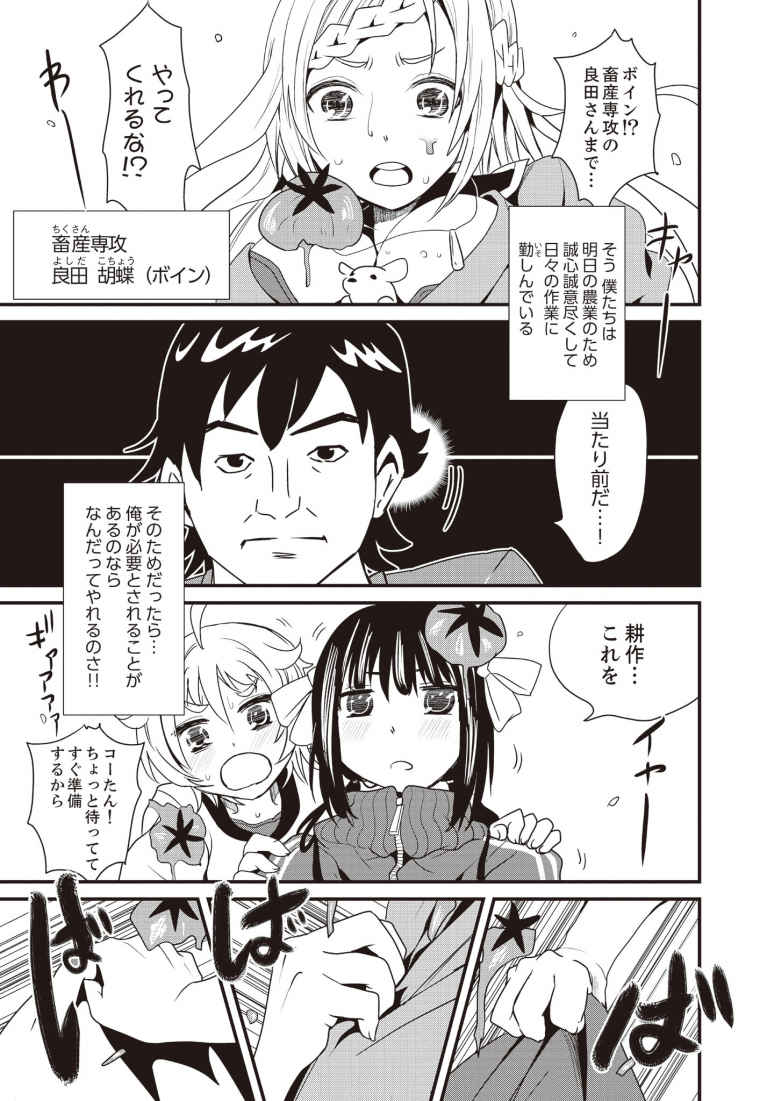 ボイン!?
畜産専攻の
良田さんまで…
やって
くれるな!?
わー
ちくさん
畜産専攻
よしだ こちょう
良田 胡蝶（ボイン）
そう 僕たちは
明日の農業のため
誠心誠意尽くして
日々の作業に
いそ
勤しんでいる
当たり前だ…!
そのためだったら…
俺が必要とされることが
あるのなら
なんだってやれるのさ!!
耕作…
これを
イヤー
ギァァァァァ
コーたん!
ちょっと待ってて
すぐ準備
するから
ば
ば
ば